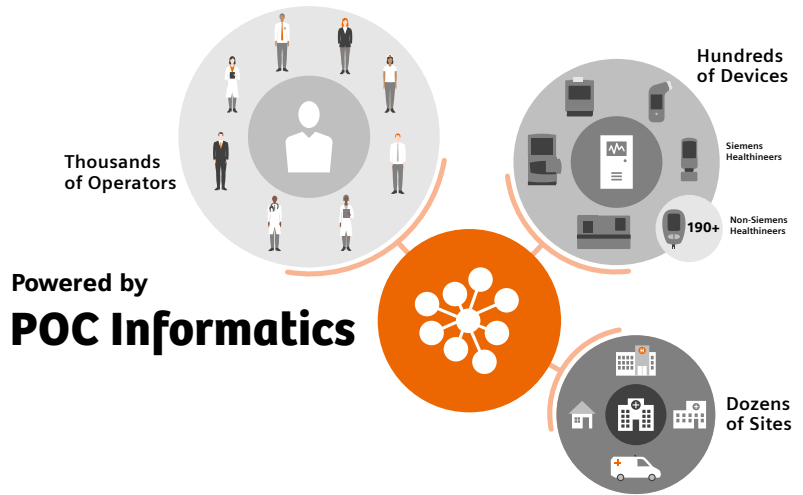 Thousands
of Operators
Hundreds
of Devices
Siemens
Healthineers
190+
Non-Siemens
Healthineers
Powered by
POC Informatics
H
Dozens
of Sites